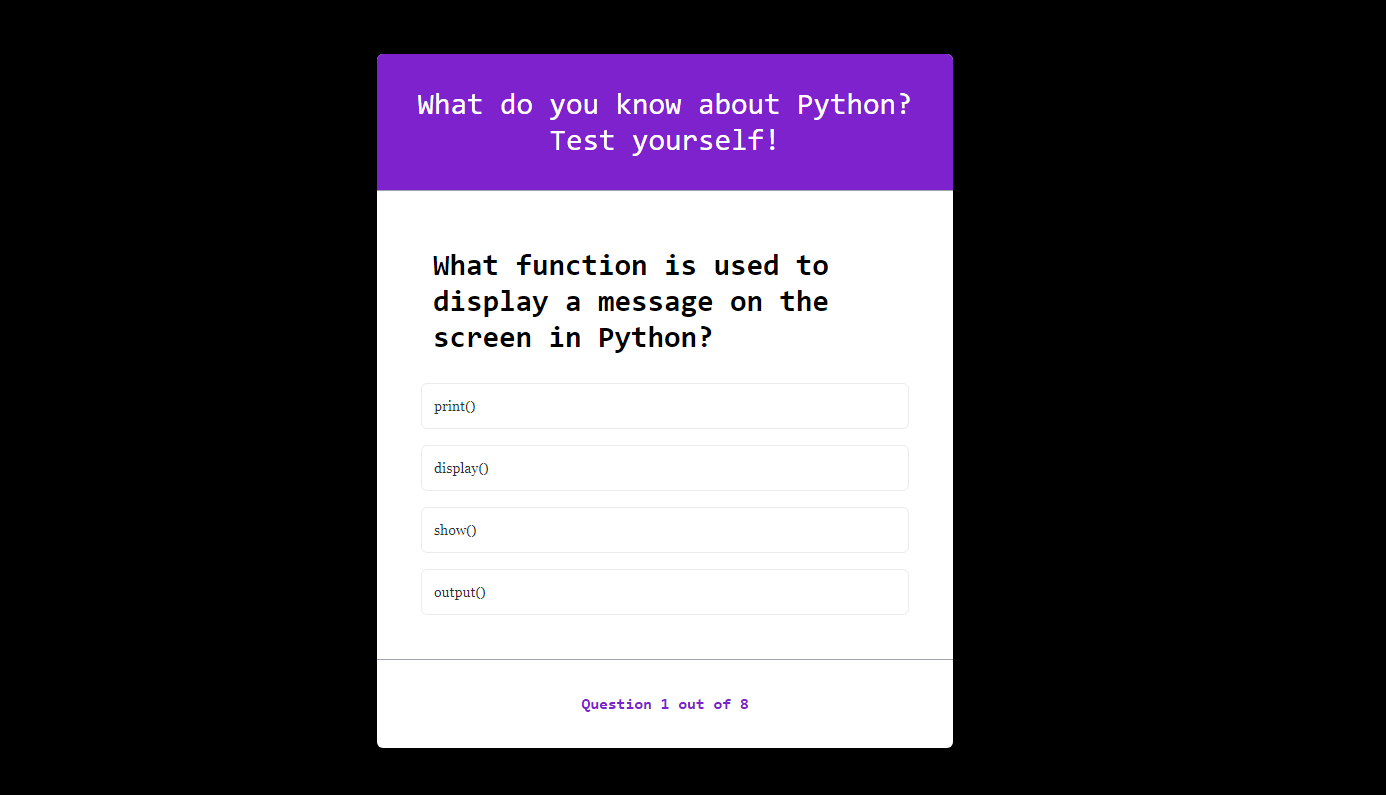 What do you know about Python?
Test yourself!
What function is used to
display a message on the
screen in Python?
print()
display()
show()
output()
Question 1 out of 8